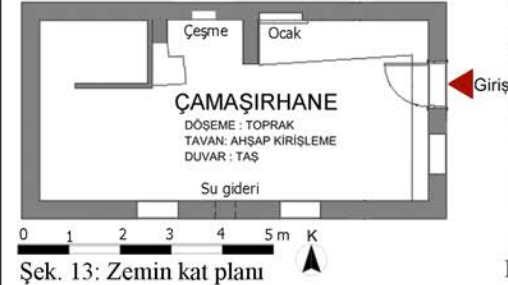 Çeşme
Ocak
Giriş
ÇAMAŞIRHANE
DÖŞEME : TOPRAK
TAVAN: AHŞAP KİRİŞLEME
DUVAR : TAŞ
Su gideri
0 1 2 3 4 5 m K
Şek. 13: Zemin kat planı